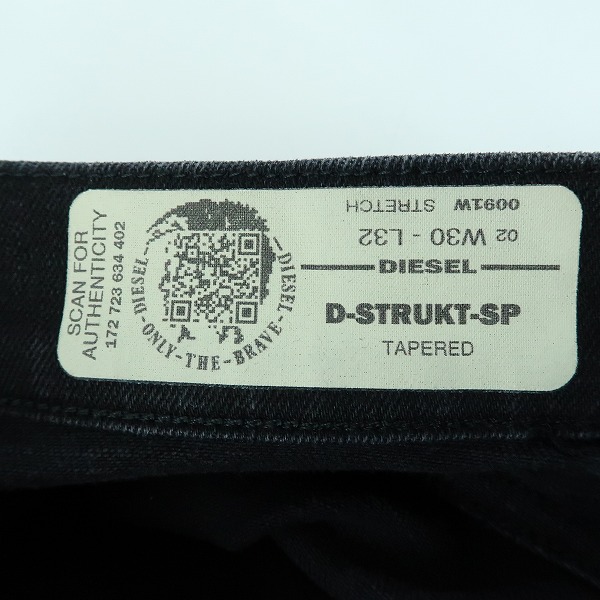 SCAN FOR
AUTHENTICITY
172 723 634 402
DIESEL-ONLY-THE-BRAVE-DIESEL
0091W STRETCH
02 W30 - L32
DIESEL
D-STRUKT-SP
TAPERED